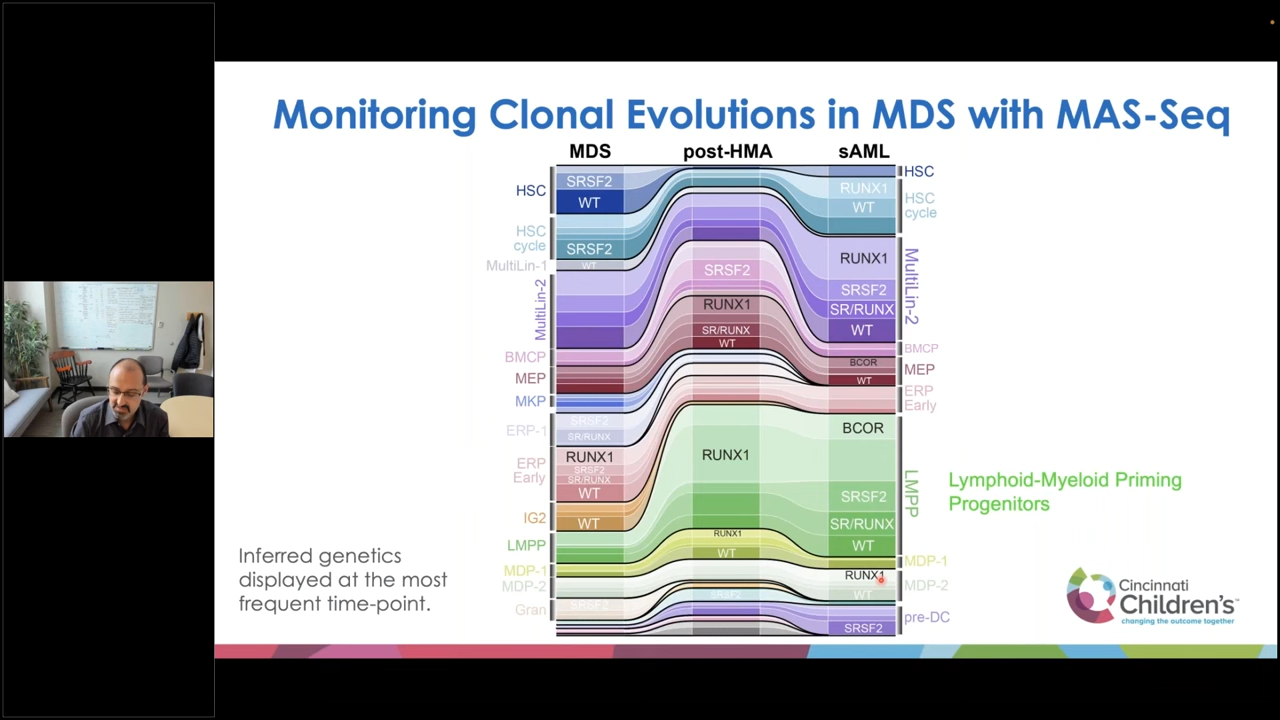 Monitoring Clonal Evolutions in MDS with MAS-Seq
MDS
post-HMA
sAML
HSC
HSC
cycle
MultiLin-1
MultiLin-2
BMCP
MEP
MKP
ERP-1
ERP
Early
IG2
LMPP
MDP-1
MDP-2
Gran
SRSF2
WT
SRSF2
WT
SRSF2
SR/RUNX
RUNX1
SRSF2
SR/RUNX
WT
WT
SRSF2
SRSF2
RUNX1
SR/RUNX
WT
RUNX1
RUNX1
WT
SRSF2
RUNX1
WT
RUNX1
SRSF2
SR/RUNX
WT
BCOR
WT
BCOR
SRSF2
SR/RUNX
WT
RUNX1
WT
SRSF2
HSC
HSC
cycle
MultiLin-2
BMCP
MEP
ERP
Early
LMPP
MDP-1
MDP-2
pre-DC
Lymphoid-Myeloid Priming
Progenitors
Inferred genetics
displayed at the most
frequent time-point.
Cincinnati
Children's™
changing the outcome together